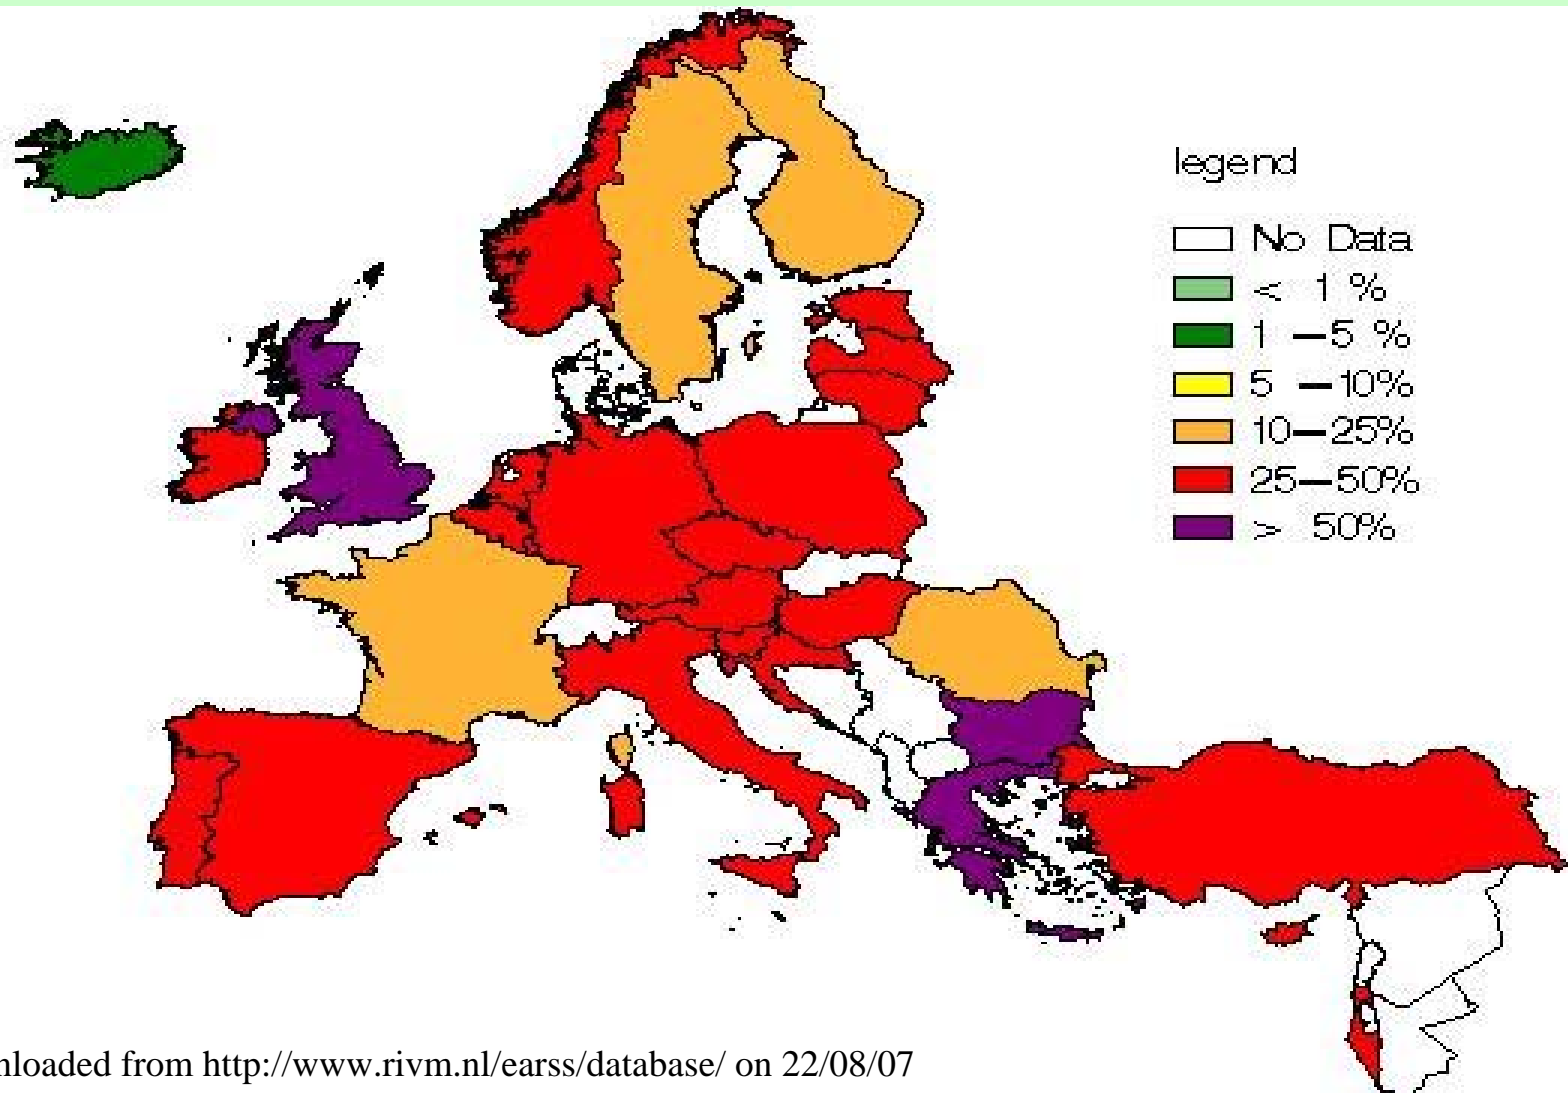 legend
No Data
< 1 %
1 –5 %
5 –10%
10–25%
25–50%
> 50%
nloaded from http://www.rivm.nl/earss/database/ on 22/08/07